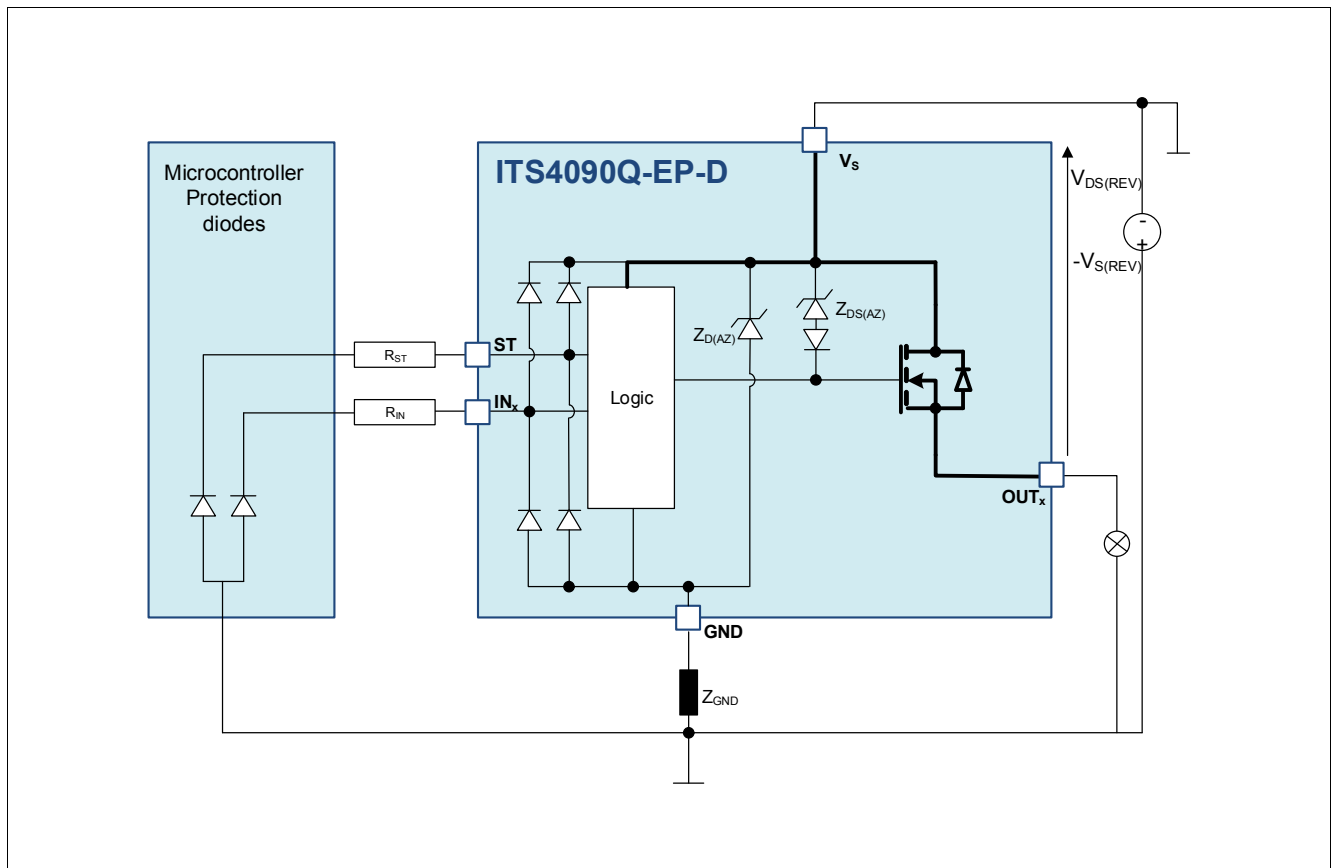 Microcontroller
Protection
diodes
ITS4090Q-EP-D
VS
VDS(REV)
-
+
-VS(REV)
ZDS(AZ)
ZD(AZ)
RST
ST
Logic
RIN
INx
OUTx
GND
ZGND